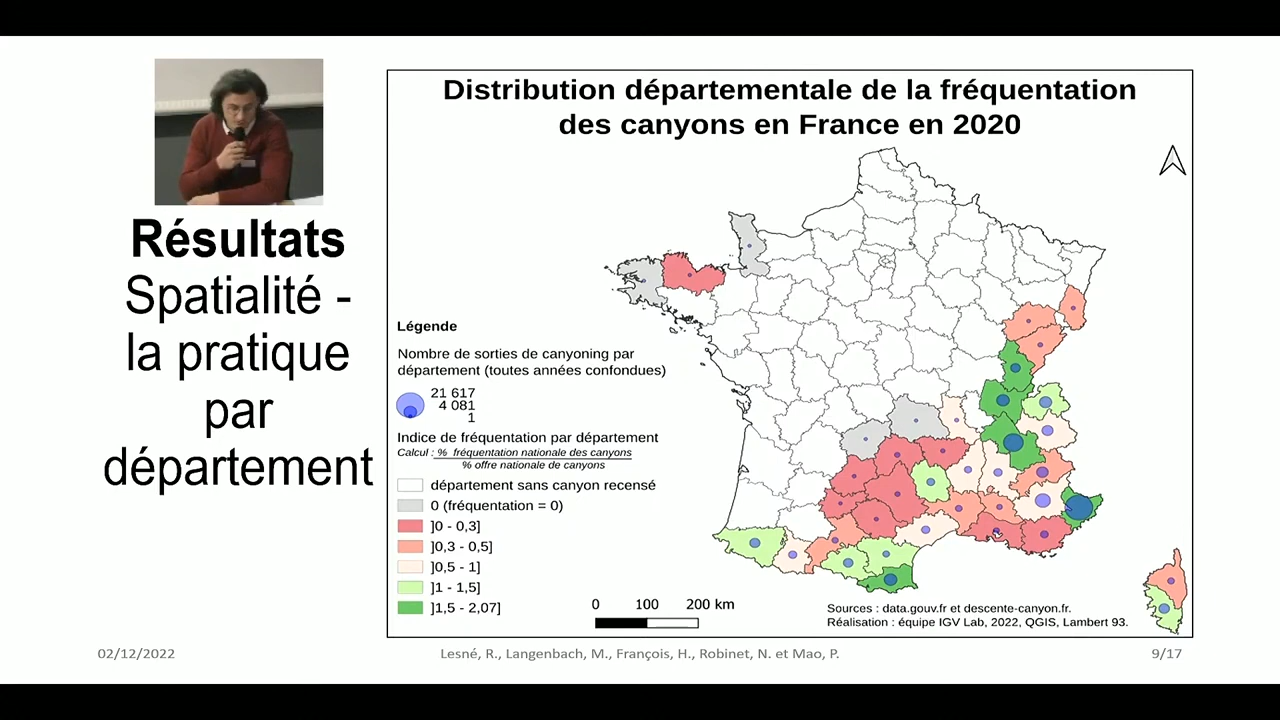 Résultats
Spatialité -
la pratique
par
département
Distribution départementale de la fréquentation
des canyons en France en 2020
Légende
Nombre de sorties de canyoning par
département (toutes années confondues)
21 617
4 081
1
Indice de fréquentation par département
Calcul : % fréquentation nationale des canyons
% offre nationale de canyons
département sans canyon recensé
0 (fréquentation = 0)
]0 - 0,3]
]0,3 - 0,5]
]0,5 - 1]
]1 - 1,5]
]1,5 - 2,07]
0 100 200 km
Sources : data.gouv.fr et descente-canyon.fr.
Réalisation : équipe IGV Lab, 2022, QGIS, Lambert 93.
02/12/2022
Lesné, R., Langenbach, M., François, H., Robinet, N. et Mao, P.
9/17